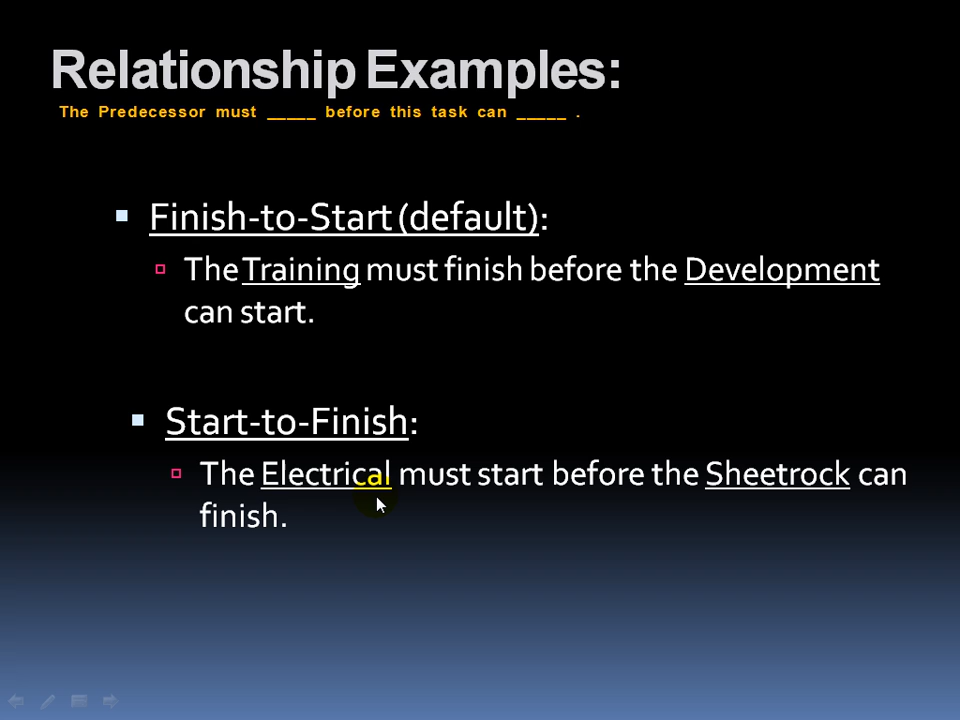 Relationship Examples:
The Predecessor must _____ before this task can _____ .
Finish-to-Start (default):
The Training must finish before the Development
can start.
Start-to-Finish:
The Electrical must start before the Sheetrock can
finish.